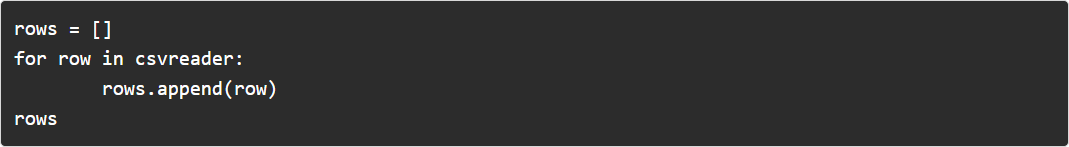 rows = []
for row in csvreader:
        rows.append(row)
rows